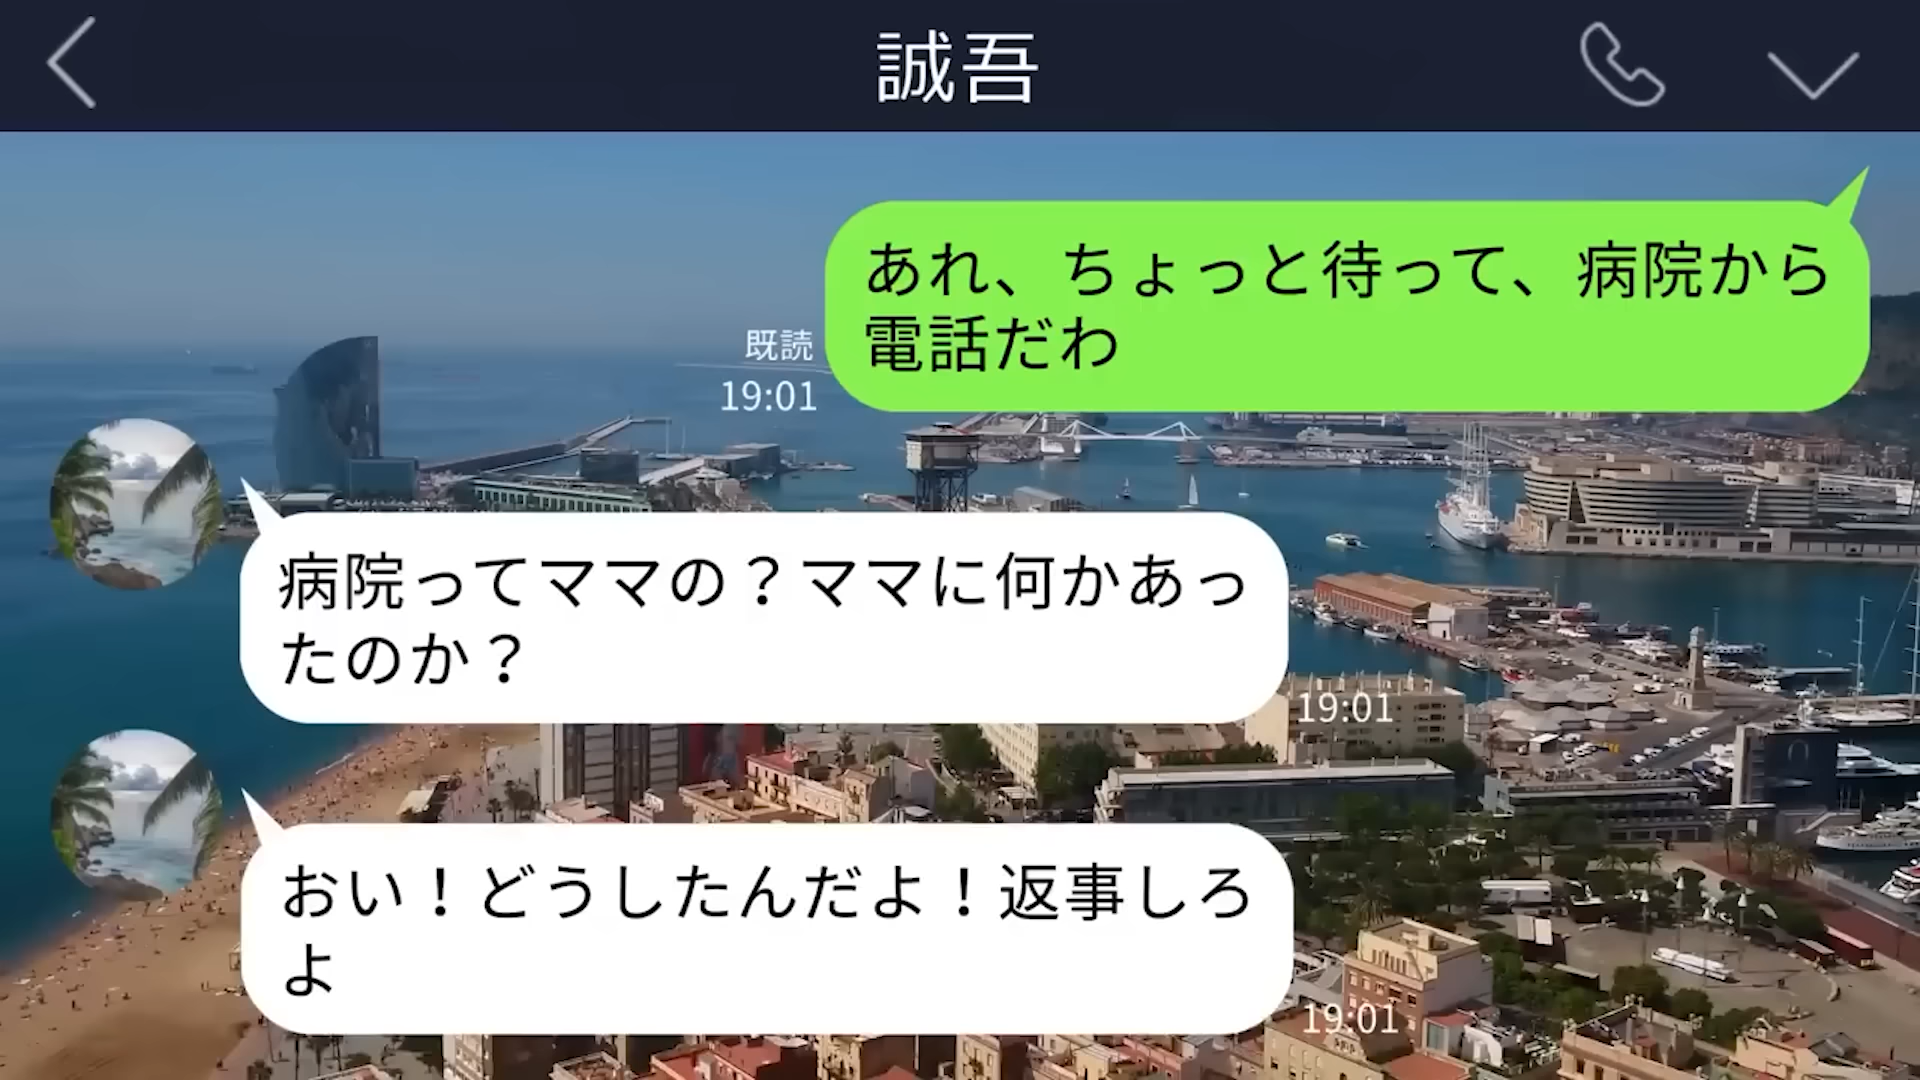 誠吾
あれ、ちょっと待って、病院から
電話だわ
既読
19:01
病院ってママの？ママに何かあっ
たのか？
19:01
おい！どうしたんだよ！返事しろ
よ
19:01